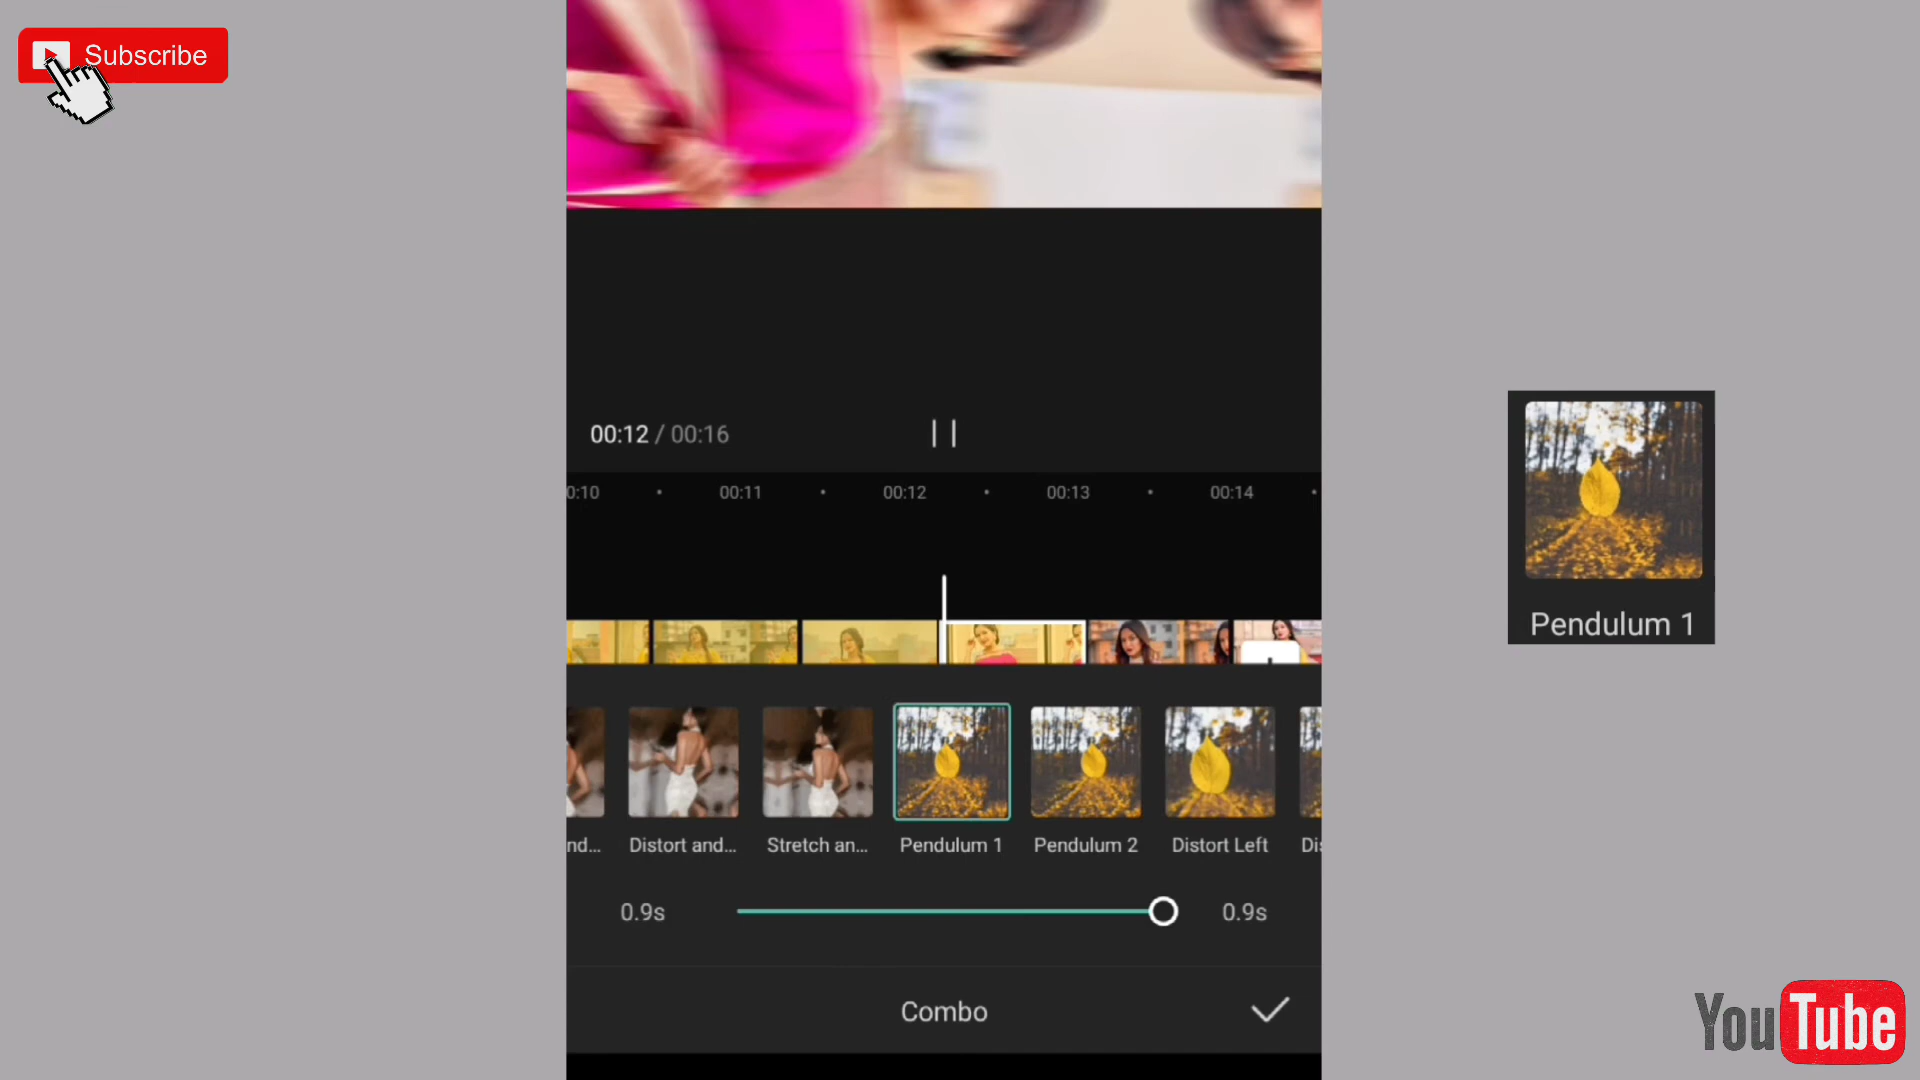 Subscribe
00:12 / 00:16
0:10 00:11 00:12 00:13 00:14
Pendulum 1
nd... Distort and... Stretch an... Pendulum 1 Pendulum 2 Distort Left Dis
0.9s 0.9s
Combo
YouTube